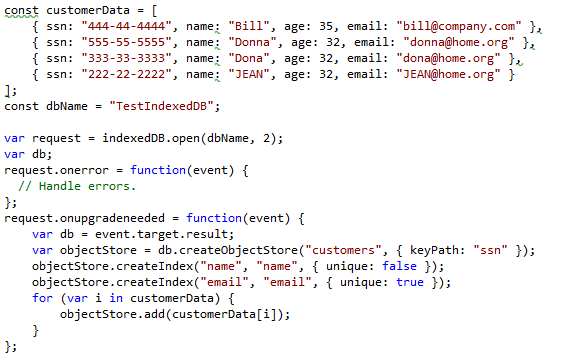 const customerData = [
    { ssn: "444-44-4444", name: "Bill", age: 35, email: "bill@company.com" },
    { ssn: "555-55-5555", name: "Donna", age: 32, email: "donna@home.org" },
    { ssn: "333-33-3333", name: "Dona", age: 32, email: "dona@home.org" },
    { ssn: "222-22-2222", name: "JEAN", age: 32, email: "JEAN@home.org" }
];
const dbName = "TestIndexedDB";

var request = indexedDB.open(dbName, 2);
var db;
request.onerror = function(event) {
  // Handle errors.
};
request.onupgradeneeded = function(event) {
    var db = event.target.result;
    var objectStore = db.createObjectStore("customers", { keyPath: "ssn" });
    objectStore.createIndex("name", "name", { unique: false });
    objectStore.createIndex("email", "email", { unique: true });
    for (var i in customerData) {
        objectStore.add(customerData[i]);
    }
};